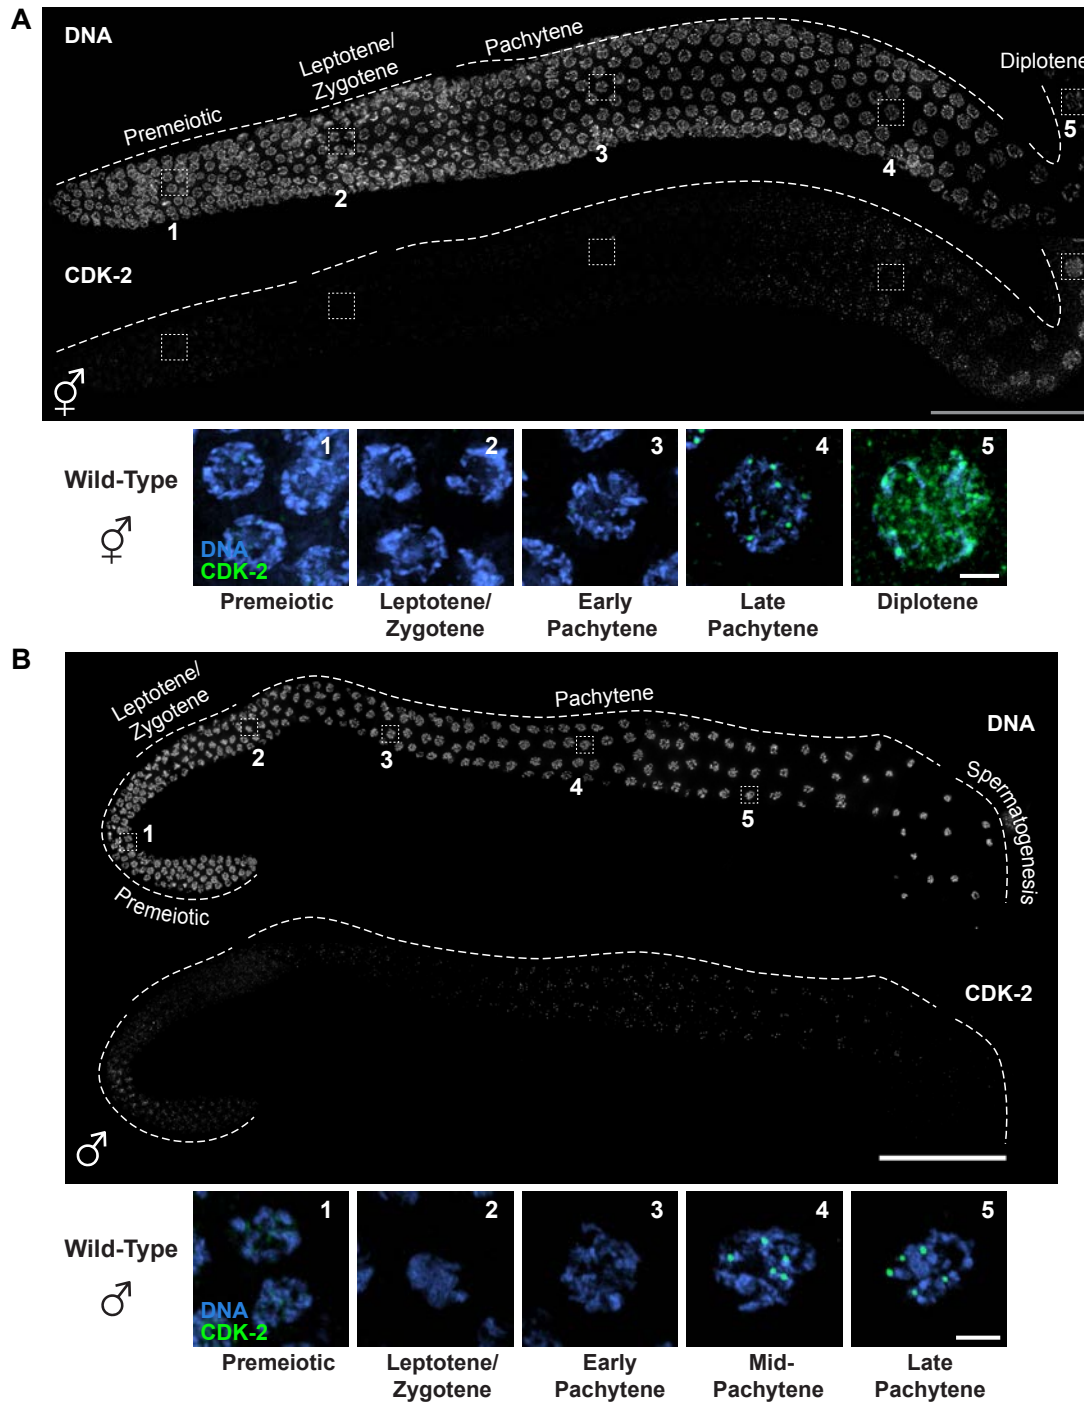 A
DNA
Premeiotic
Leptotene/
Zygotene
Pachytene
Diplotene
1
2
3
4
5
CDK-2
Wild-Type
1
DNA
CDK-2
2
3
4
5
Premeiotic
Leptotene/
Zygotene
Early
Pachytene
Late
Pachytene
Diplotene
B
Leptotene/
Zygotene
Pachytene
DNA
Spermatogenesis
Premeiotic
1
2
3
4
5
CDK-2
Wild-Type
1
DNA
CDK-2
2
3
4
5
Premeiotic
Leptotene/
Zygotene
Early
Pachytene
Mid-
Pachytene
Late
Pachytene